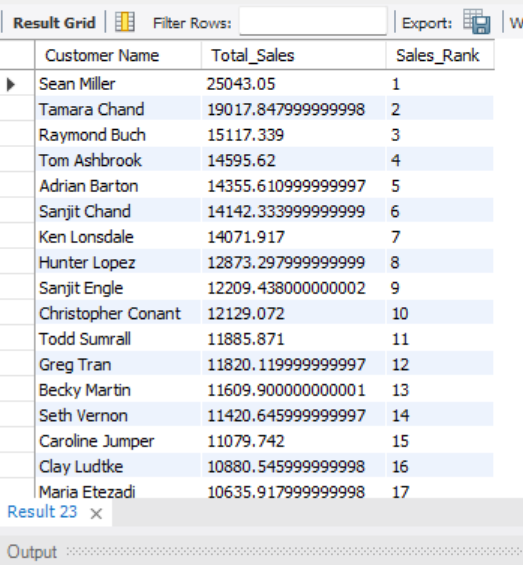 Result Grid Filter Rows: Export: W
Customer Name Total_Sales Sales_Rank
Sean Miller 25043.05 1
Tamara Chand 19017.847999999998 2
Raymond Buch 15117.339 3
Tom Ashbrook 14595.62 4
Adrian Barton 14355.610999999997 5
Sanjit Chand 14142.333999999999 6
Ken Lonsdale 14071.917 7
Hunter Lopez 12873.297999999999 8
Sanjit Engle 12209.438000000002 9
Christopher Conant 12129.072 10
Todd Sumrall 11885.871 11
Greg Tran 11820.119999999997 12
Becky Martin 11609.900000000001 13
Seth Vernon 11420.645999999997 14
Caroline Jumper 11079.742 15
Clay Ludtke 10880.545999999998 16
Maria Etezadi 10635.917999999998 17
Result 23 ×
Output